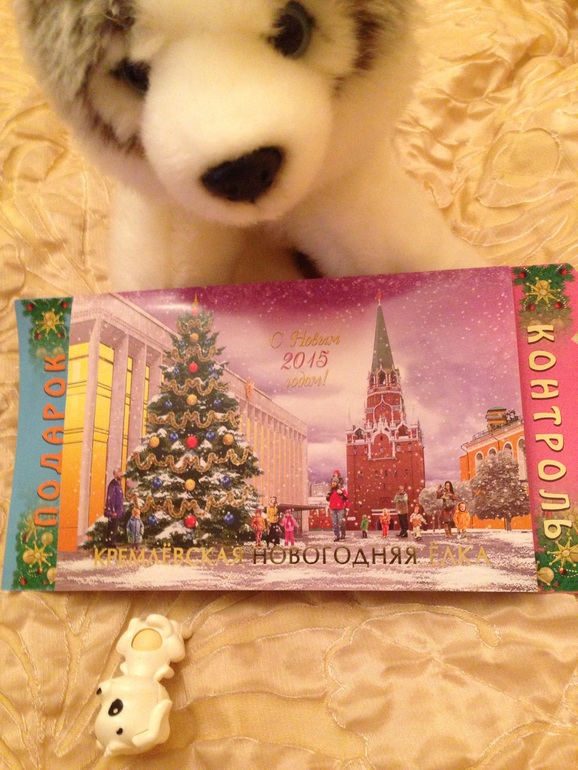 ПОДАРОК
С Новым
2015
годом!
КРЕМЛЁВСКАЯ НОВОГОДНЯЯ ЁЛКА
КОНТРОЛЬ